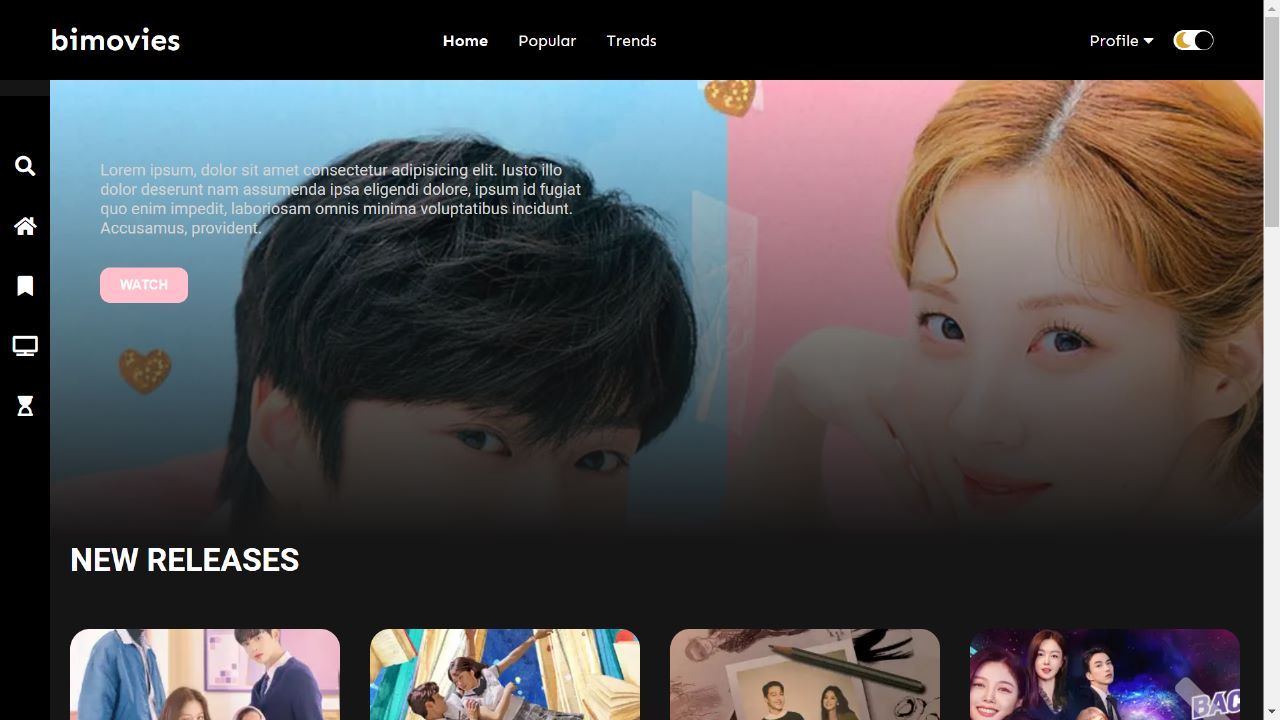 bimovies
Home Popular Trends
Profile
Lorem ipsum, dolor sit amet consectetur adipisicing elit. Iusto illo
dolor deserunt nam assumenda ipsa eligendi dolore, ipsum id fugiat
quo enim impedit, laboriosam omnis minima voluptatibus incidunt.
Accusamus, provident.
WATCH
NEW RELEASES
BAC